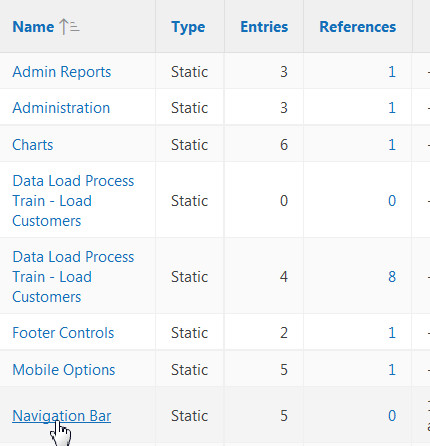 Name Type Entries References
Admin Reports Static 3 1
Administration Static 3 1
Charts Static 6 1
Data Load Process
Train - Load Static 0 0
Customers
Data Load Process
Train - Load Static 4 8
Customers
Footer Controls Static 2 1
Mobile Options Static 5 1
Navigation Bar Static 5 0